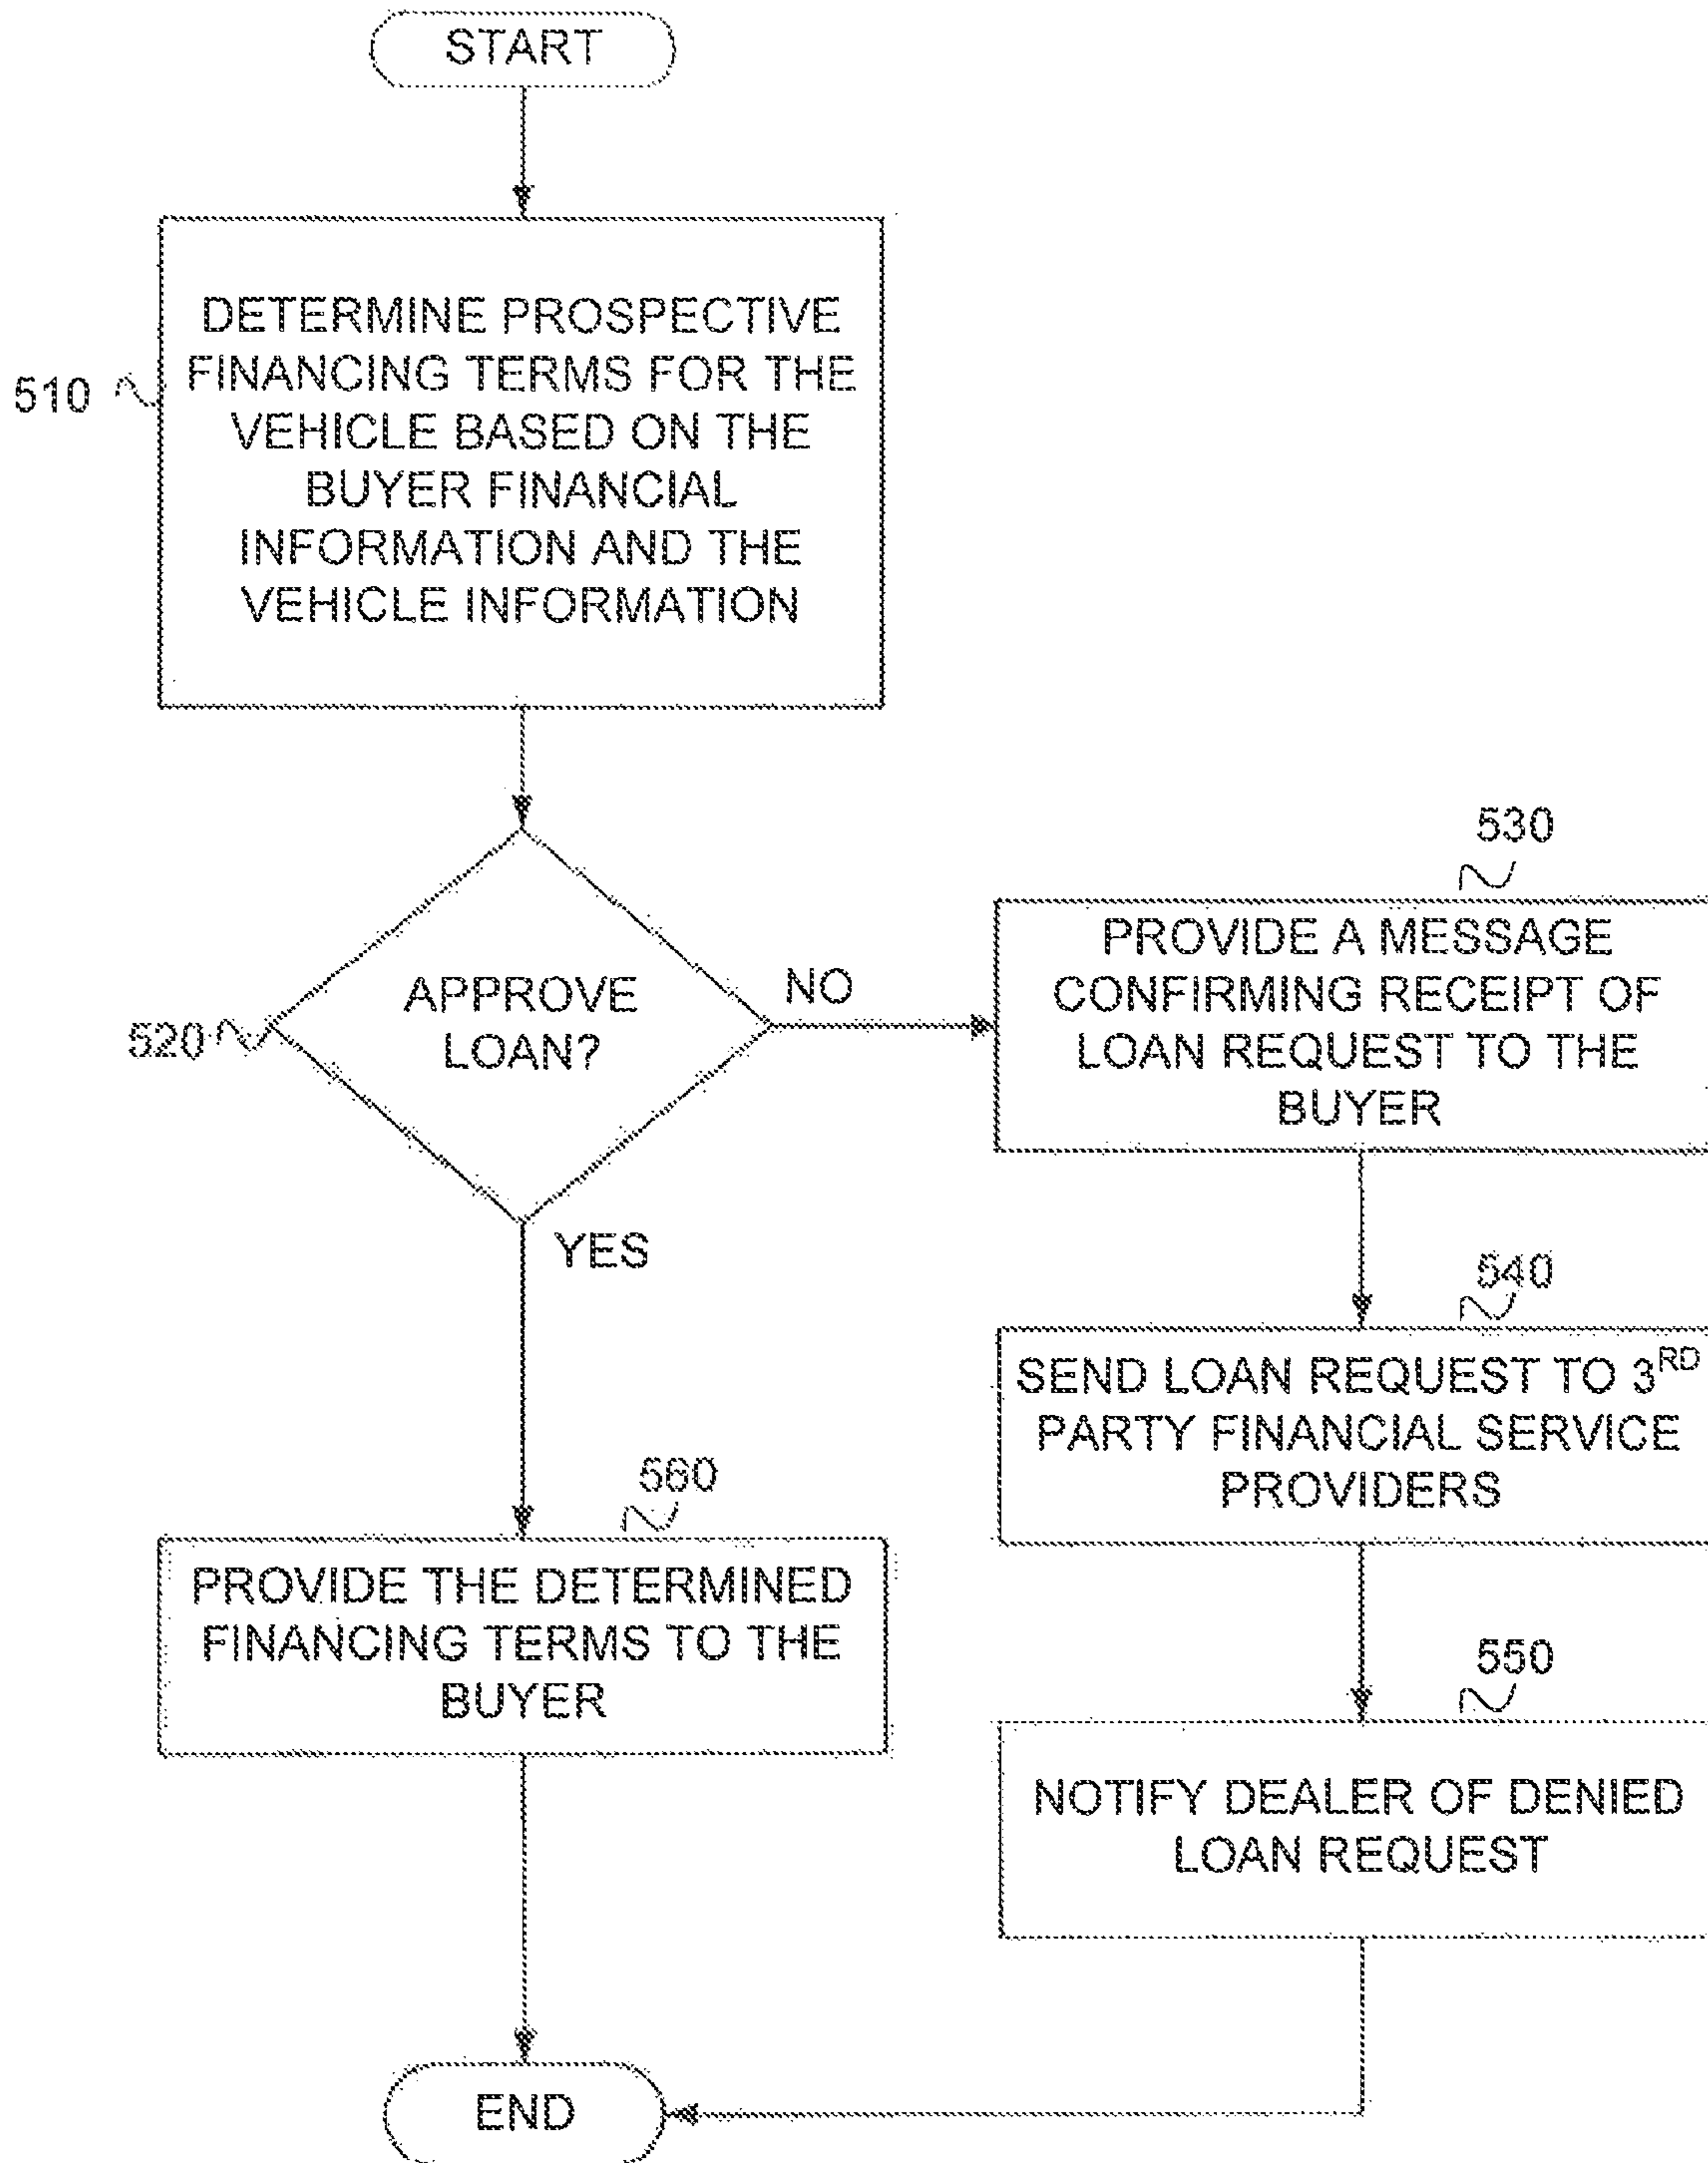 START
510
DETERMINE PROSPECTIVE
FINANCING TERMS FOR THE
VEHICLE BASED ON THE
BUYER FINANCIAL
INFORMATION AND THE
VEHICLE INFORMATION
520
APPROVE
LOAN?
NO
YES
530
PROVIDE A MESSAGE
CONFIRMING RECEIPT OF
LOAN REQUEST TO THE
BUYER
540
SEND LOAN REQUEST TO 3RD
PARTY FINANCIAL SERVICE
PROVIDERS
550
NOTIFY DEALER OF DENIED
LOAN REQUEST
560
PROVIDE THE DETERMINED
FINANCING TERMS TO THE
BUYER
END